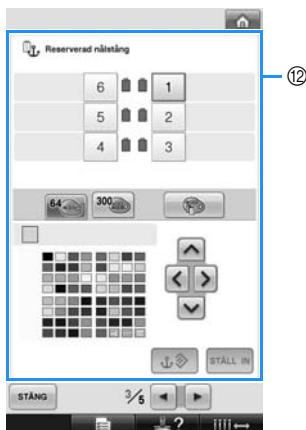 Reserverad nålstång
⑫
6 1
5 2
4 3
64 300
STÄLL IN
STÄNG 3/5
?